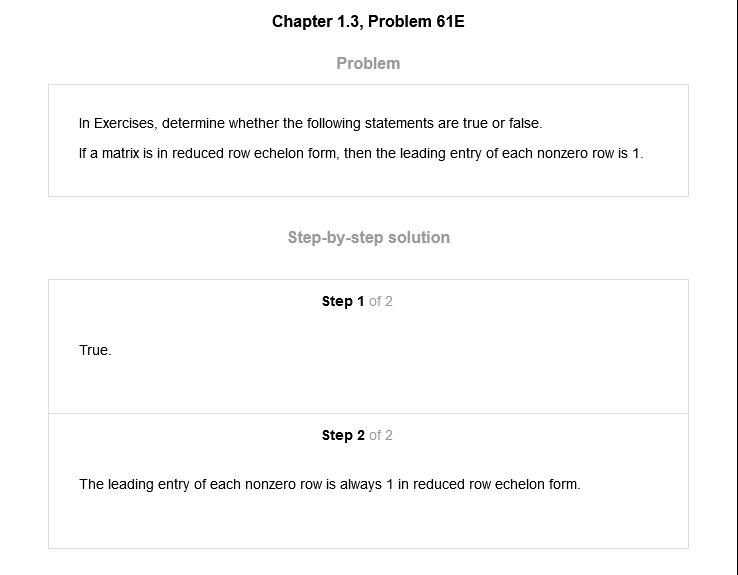 Chapter 1.3, Problem 61E
Problem
In Exercises, determine whether the following statements are true or false.
If a matrix is in reduced row echelon form, then the leading entry of each nonzero row is 1.
Step-by-step solution
Step 1 of 2
True.
Step 2 of 2
The leading entry of each nonzero row is always 1 in reduced row echelon form.